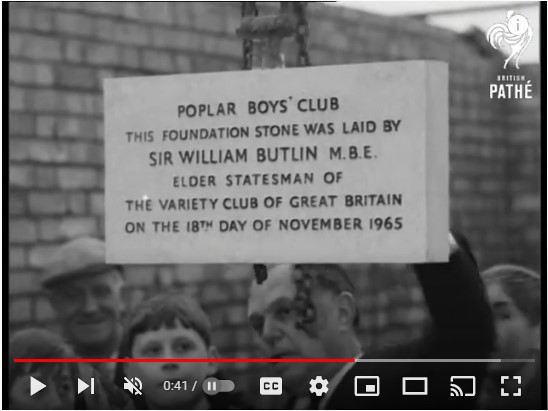 BRITISH
PATHÉ
POPLAR BOYS' CLUB
THIS FOUNDATION STONE WAS LAID BY
SIR WILLIAM BUTLIN M.B.E.
ELDER STATESMAN OF
THE VARIETY CLUB OF GREAT BRITAIN
ON THE 18TH DAY OF NOVEMBER 1965
0:41 /
CC